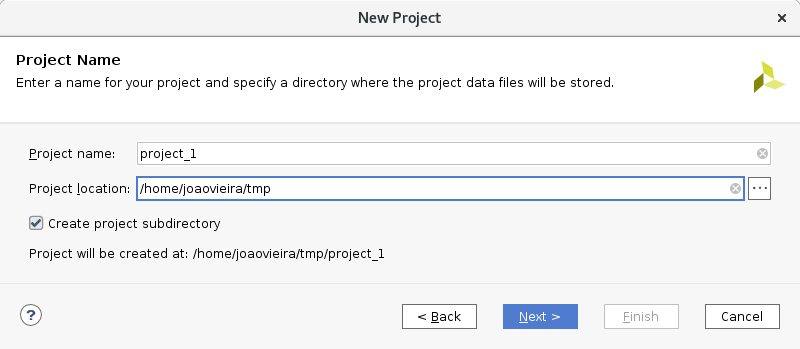 New Project
Project Name
Enter a name for your project and specify a directory where the project data files will be stored.
Project name: project_1
Project location: /home/joaovieira/tmp
Create project subdirectory
Project will be created at: /home/joaovieira/tmp/project_1
? < Back Next > Finish Cancel